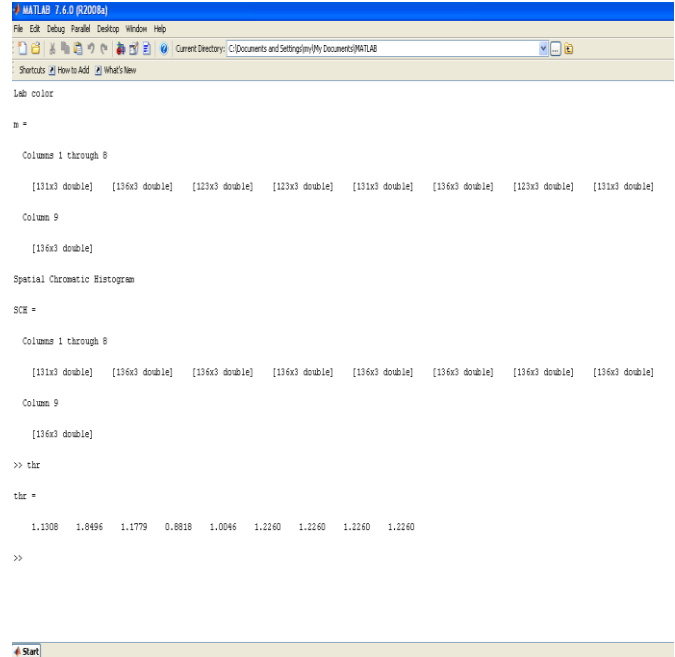 MATLAB 7.6.0 (R2008a)
File Edit Debug Parallel Desktop Window Help
Current Directory: C:\Documents and Settings\my\My Documents\MATLAB
Shortcuts How to Add What's New
Lab color
m =
Columns 1 through 8
[131x3 double] [136x3 double] [123x3 double] [123x3 double] [131x3 double] [136x3 double] [123x3 double] [131x3 double]
Column 9
[136x3 double]
Spatial Chromatic Histogram
SCH =
Columns 1 through 8
[131x3 double] [136x3 double] [136x3 double] [136x3 double] [136x3 double] [136x3 double] [136x3 double] [136x3 double]
Column 9
[136x3 double]
>> thr
thr =
1.1308 1.8496 1.1779 0.8818 1.0046 1.2260 1.2260 1.2260 1.2260
>>
Start